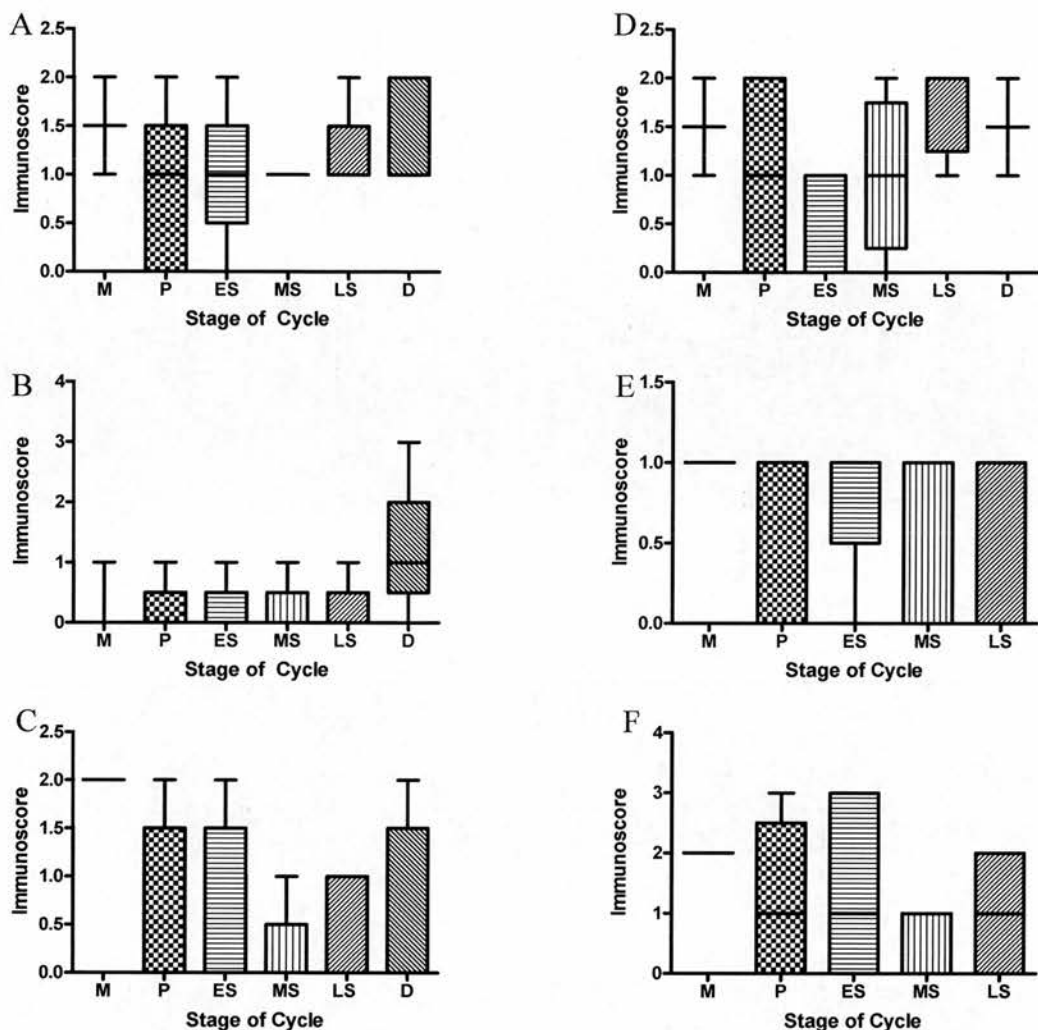 A
Immunoscore
2.5
2.0
1.5
1.0
0.5
0.0
M P ES MS LS D
Stage of Cycle
B
Immunoscore
4
3
2
1
0
M P ES MS LS D
Stage of Cycle
C
Immunoscore
2.5
2.0
1.5
1.0
0.5
0.0
M P ES MS LS D
Stage of Cycle
D
Immunoscore
2.5
2.0
1.5
1.0
0.5
0.0
M P ES MS LS D
Stage of Cycle
E
Immunoscore
1.5
1.0
0.5
0.0
M P ES MS LS
Stage of Cycle
F
Immunoscore
4
3
2
1
0
M P ES MS LS
Stage of Cycle